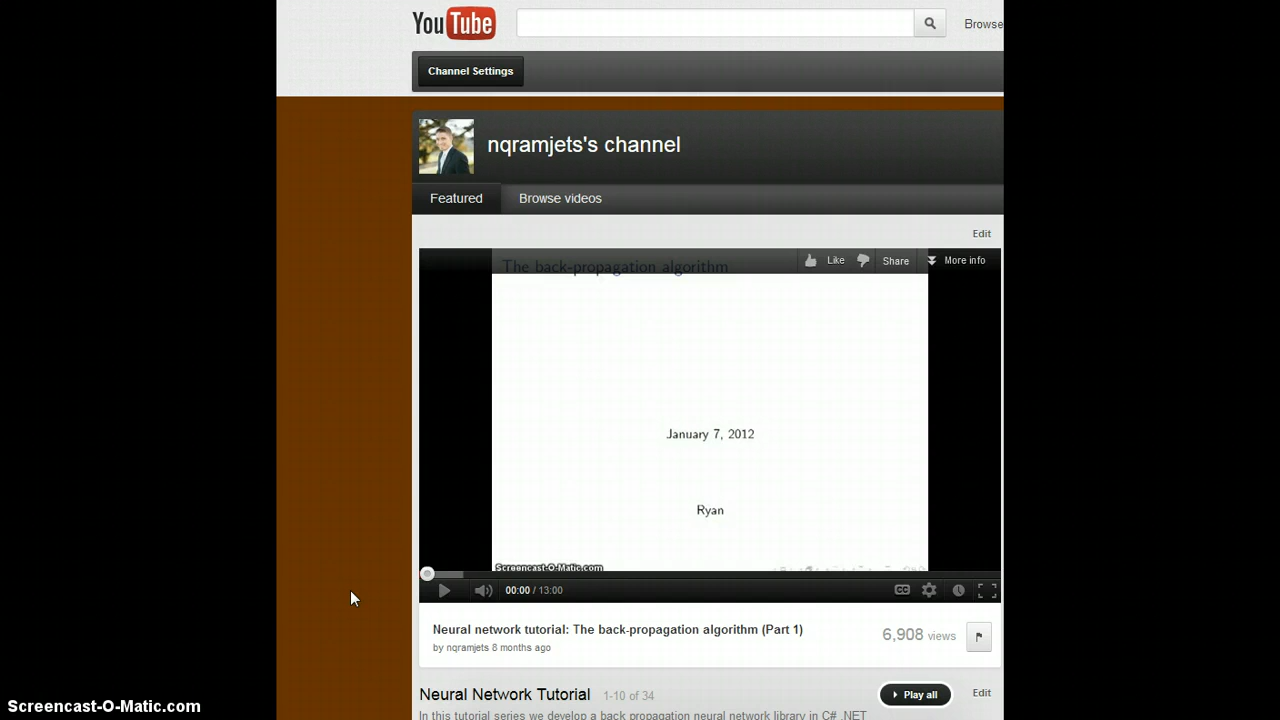 YouTube
Browse
Channel Settings
nqramjets's channel
Featured
Browse videos
Edit
The back-propagation algorithm
Like
Share
More info
January 7, 2012
Ryan
Screencast-O-Matic.com
00:00 / 13:00
CC
Neural network tutorial: The back-propagation algorithm (Part 1)
by nqramjets 8 months ago
6,908 views
Neural Network Tutorial 1-10 of 34
Play all
Edit
In this tutorial series we develop a back propagation neural network library in C# .NET
Screencast-O-Matic.com